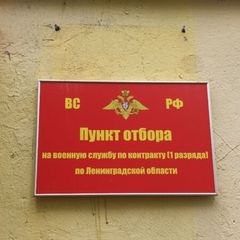 ВС РФ
Пункт отбора
на военную службу по контракту (1 разряда)
по Ленинградской области